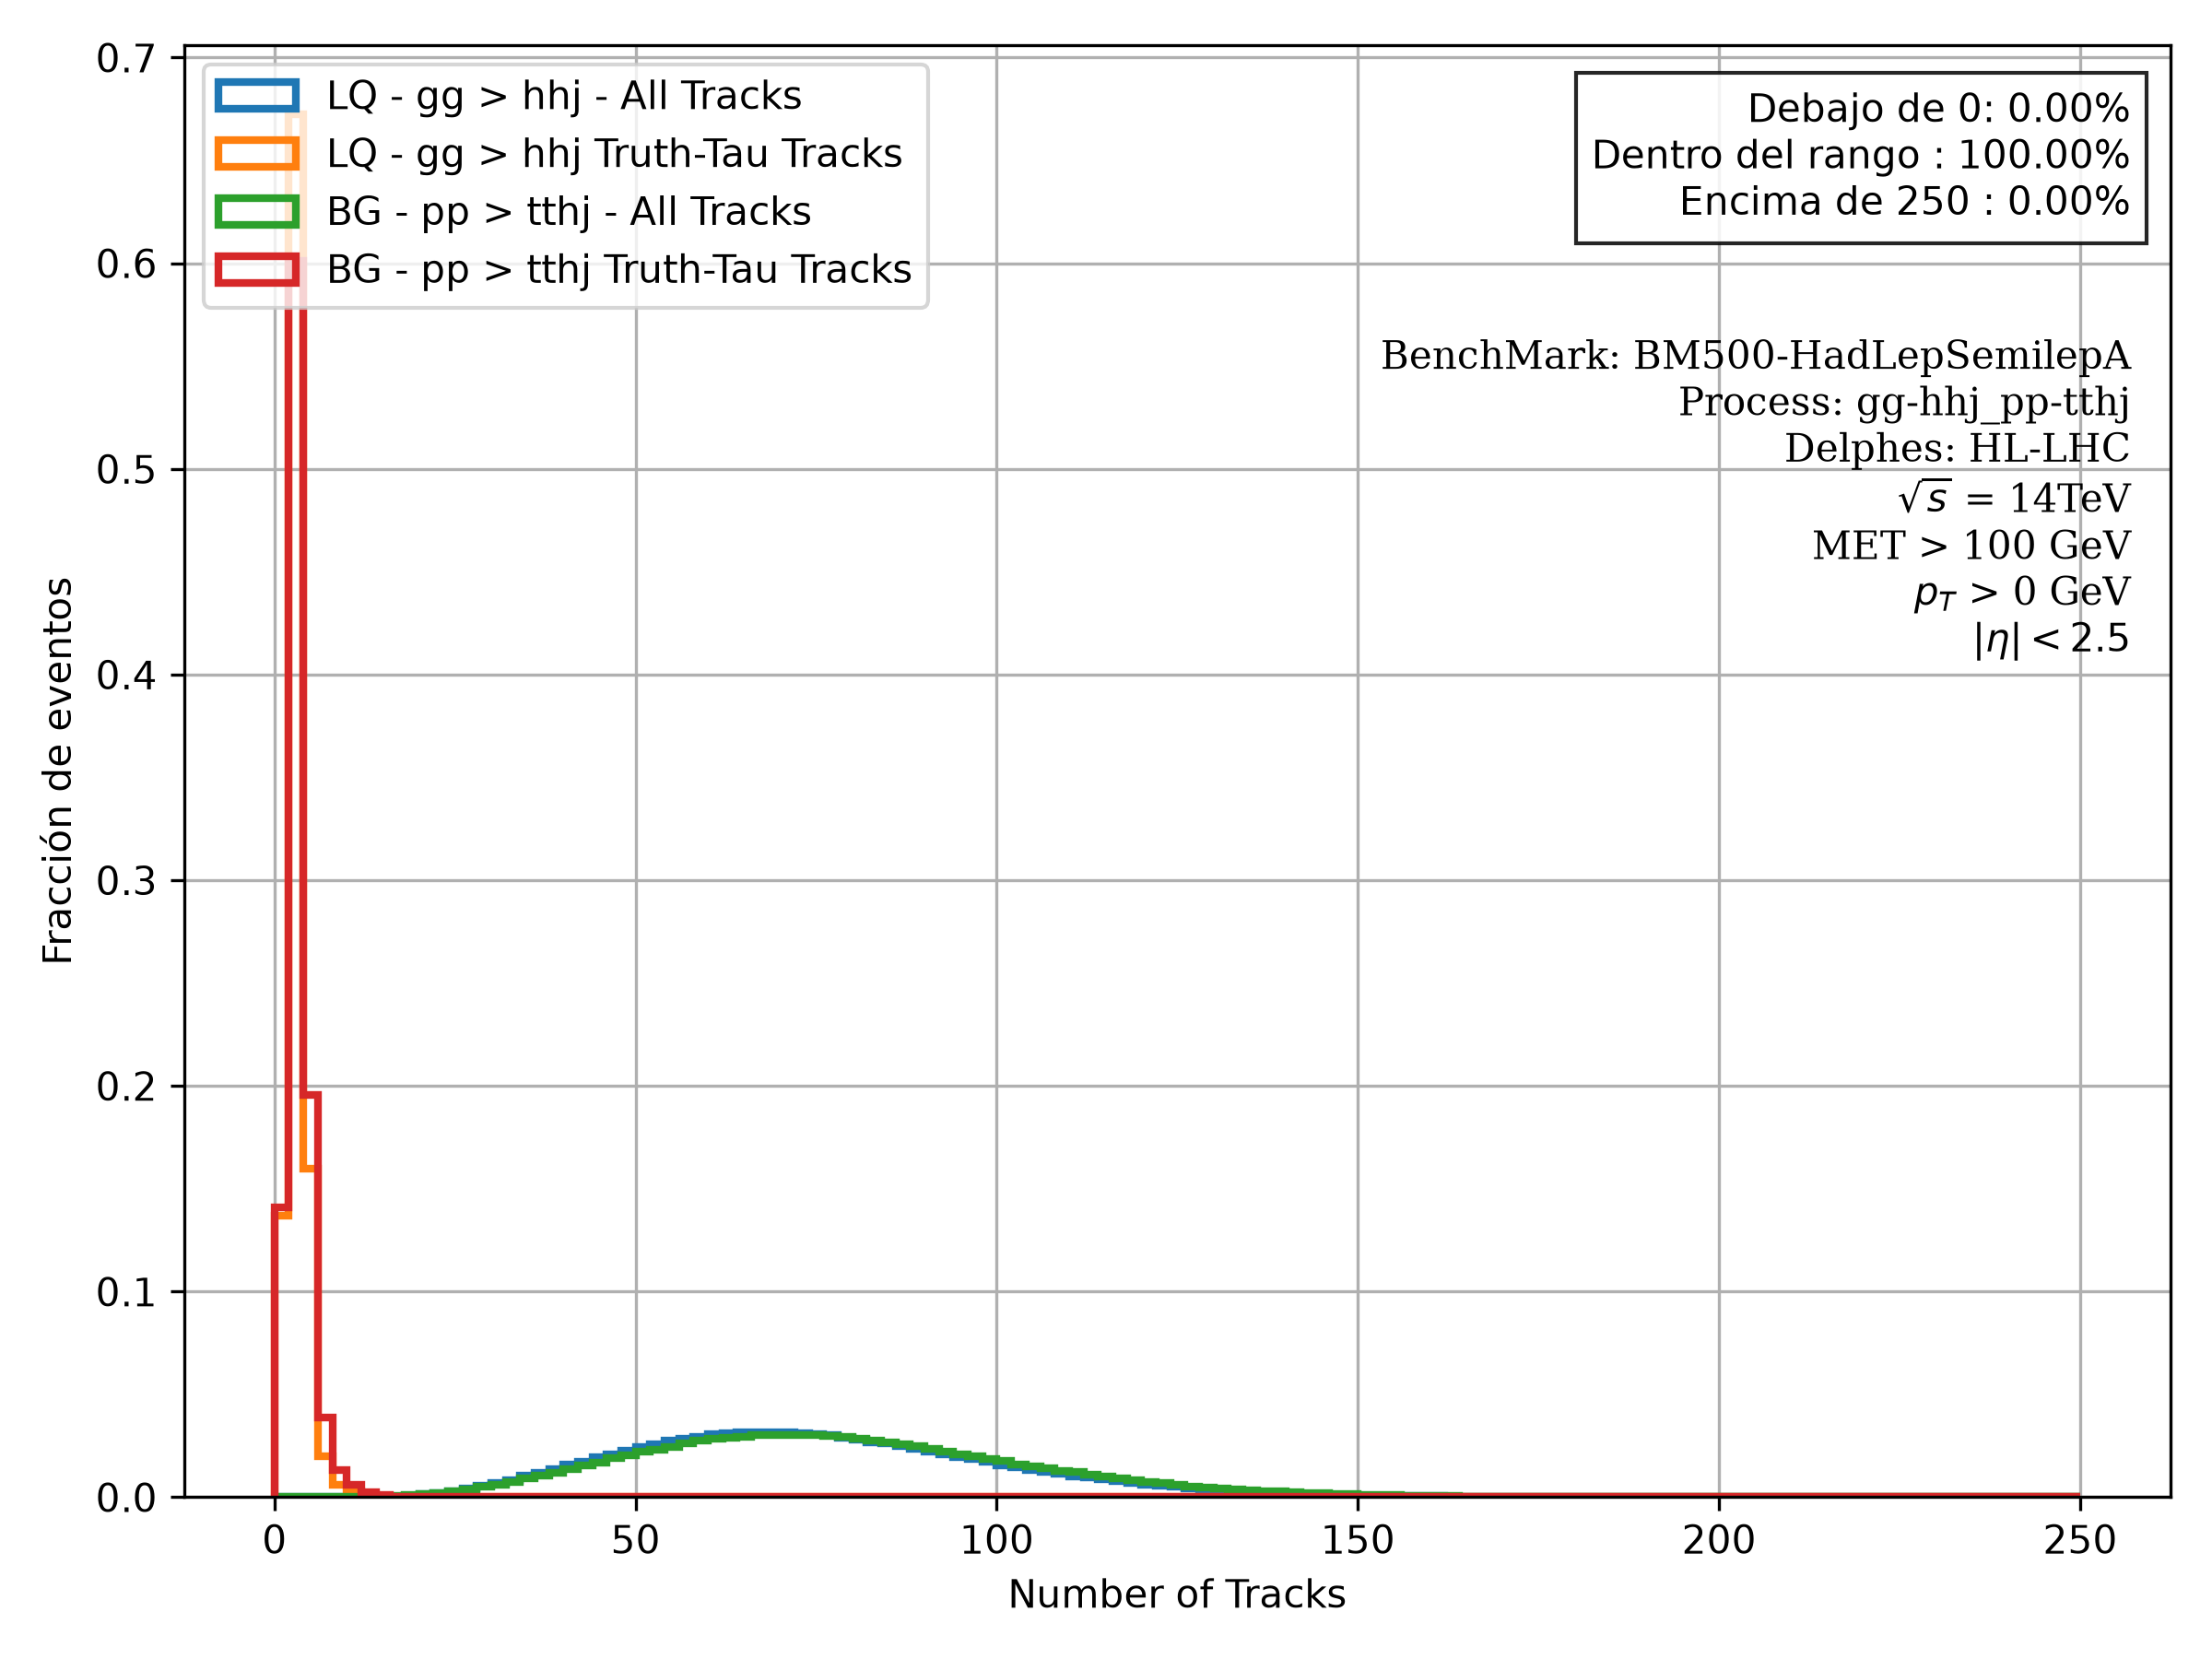 LQ - gg > hhj - All Tracks
LQ - gg > hhj Truth-Tau Tracks
BG - pp > tthj - All Tracks
BG - pp > tthj Truth-Tau Tracks
Debajo de 0: 0.00%
Dentro del rango : 100.00%
Encima de 250 : 0.00%
BenchMark: BM500-HadLepSemilepA
Process: gg-hhj_pp-tthj
Delphes: HL-LHC
√s = 14TeV
MET > 100 GeV
p_T > 0 GeV
|η| < 2.5
Fracción de eventos
0.7
0.6
0.5
0.4
0.3
0.2
0.1
0.0
0 50 100 150 200 250
Number of Tracks